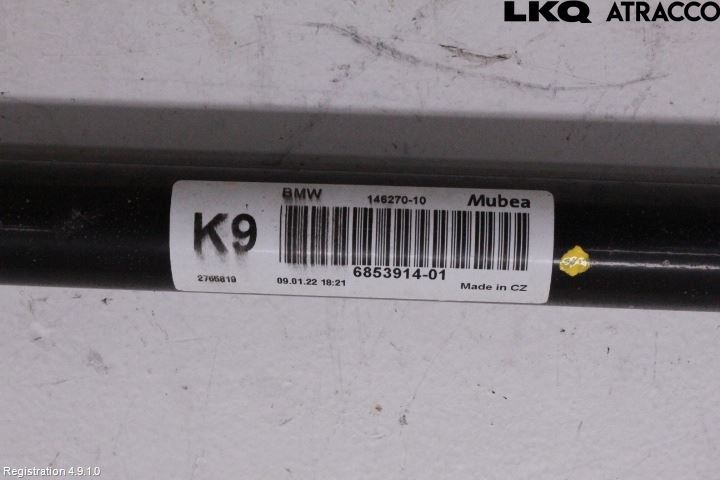 LKQ ATRACCO
BMW 146270-10 Mubea
K9
6853914-01
2765819 09.01.22 18:21 Made in CZ
Registration 4.9.1.0